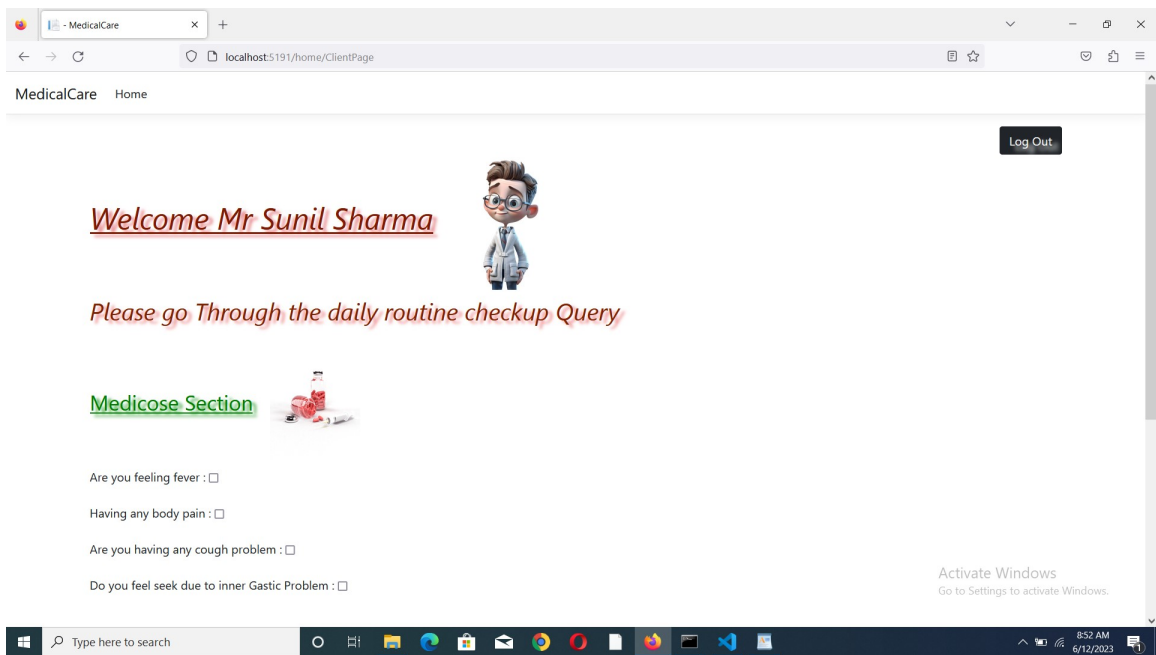 - MedicalCare
localhost:5191/home/ClientPage
MedicalCare Home
Log Out
Welcome Mr Sunil Sharma
Please go Through the daily routine checkup Query
Medicose Section
Are you feeling fever :
Having any body pain :
Are you having any cough problem :
Do you feel seek due to inner Gastic Problem :
Activate Windows
Go to Settings to activate Windows.
Type here to search
8:52 AM
6/12/2023
1